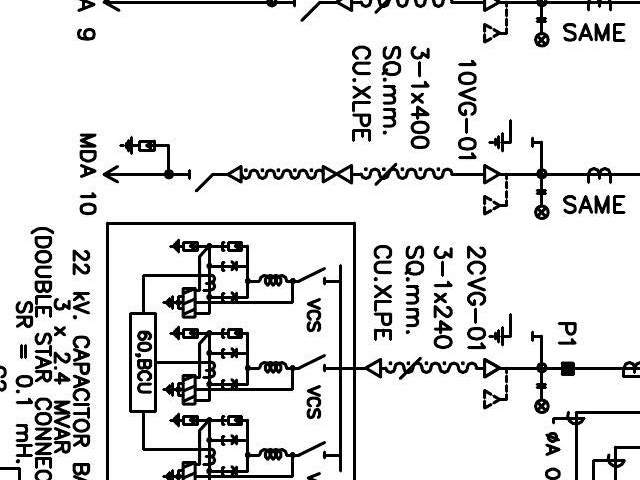 9
SAME
10VG-01
3-1x400
SQ.mm.
CU.XLPE
MDA 10
SAME
2CVG-01
3-1x240
SQ.mm.
CU.XLPE
P1
VCS
VCS
60,BCU
22 kV. CAPACITOR
3 x 2.4 MVAR
(DOUBLE STAR
SR = 0.1 mH.
øA